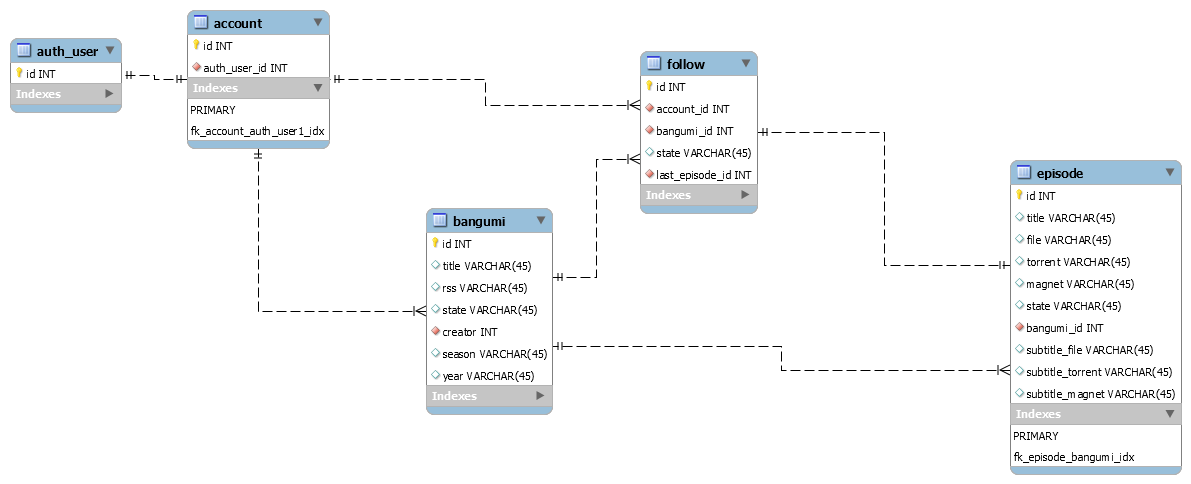 auth_user
id INT
Indexes
account
id INT
auth_user_id INT
Indexes
PRIMARY
fk_account_auth_user1_idx
follow
id INT
account_id INT
bangumi_id INT
state VARCHAR(45)
last_episode_id INT
Indexes
bangumi
id INT
title VARCHAR(45)
rss VARCHAR(45)
state VARCHAR(45)
creator INT
season VARCHAR(45)
year VARCHAR(45)
Indexes
episode
id INT
title VARCHAR(45)
file VARCHAR(45)
torrent VARCHAR(45)
magnet VARCHAR(45)
state VARCHAR(45)
bangumi_id INT
subtitle_file VARCHAR(45)
subtitle_torrent VARCHAR(45)
subtitle_magnet VARCHAR(45)
Indexes
PRIMARY
fk_episode_bangumi_idx